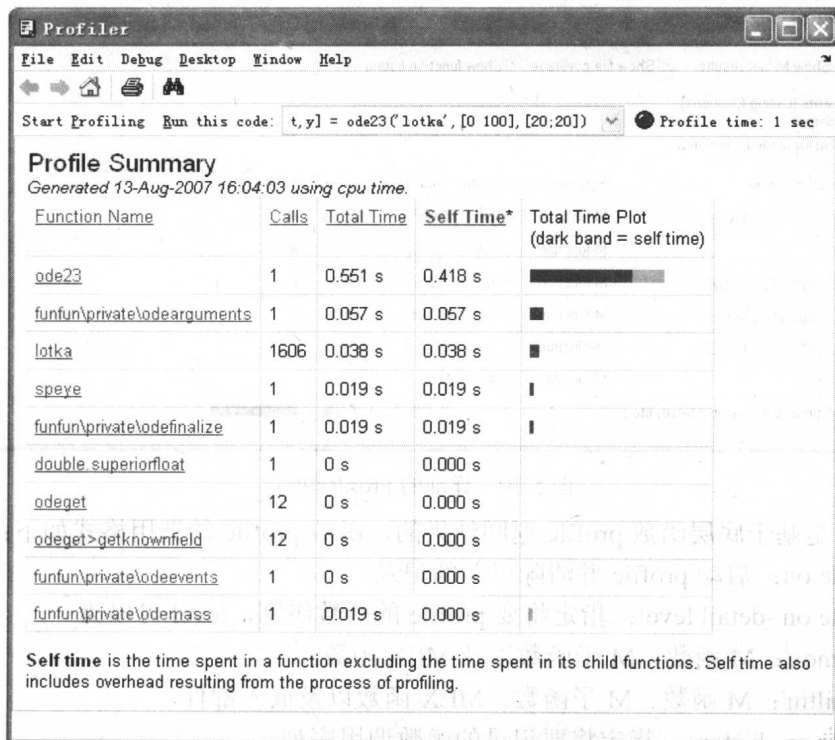 Profiler
File Edit Debug Desktop Window Help
Start Profiling Run this code: t,y] = ode23('lotka', [0 100], [20;20]) Profile time: 1 sec
Profile Summary
Generated 13-Aug-2007 16:04:03 using cpu time.
Function Name Calls Total Time Self Time* Total Time Plot
(dark band = self time)
ode23 1 0.551 s 0.418 s
funfun\private\odearguments 1 0.057 s 0.057 s
lotka 1606 0.038 s 0.038 s
speye 1 0.019 s 0.019 s
funfun\private\odefinalize 1 0.019 s 0.019 s
double.superiorfloat 1 0 s 0.000 s
odeget 12 0 s 0.000 s
odeget>getknownfield 12 0 s 0.000 s
funfun\private\odeevents 1 0 s 0.000 s
funfun\private\odemass 1 0.019 s 0.000 s
Self time is the time spent in a function excluding the time spent in its child functions. Self time also
includes overhead resulting from the process of profiling.